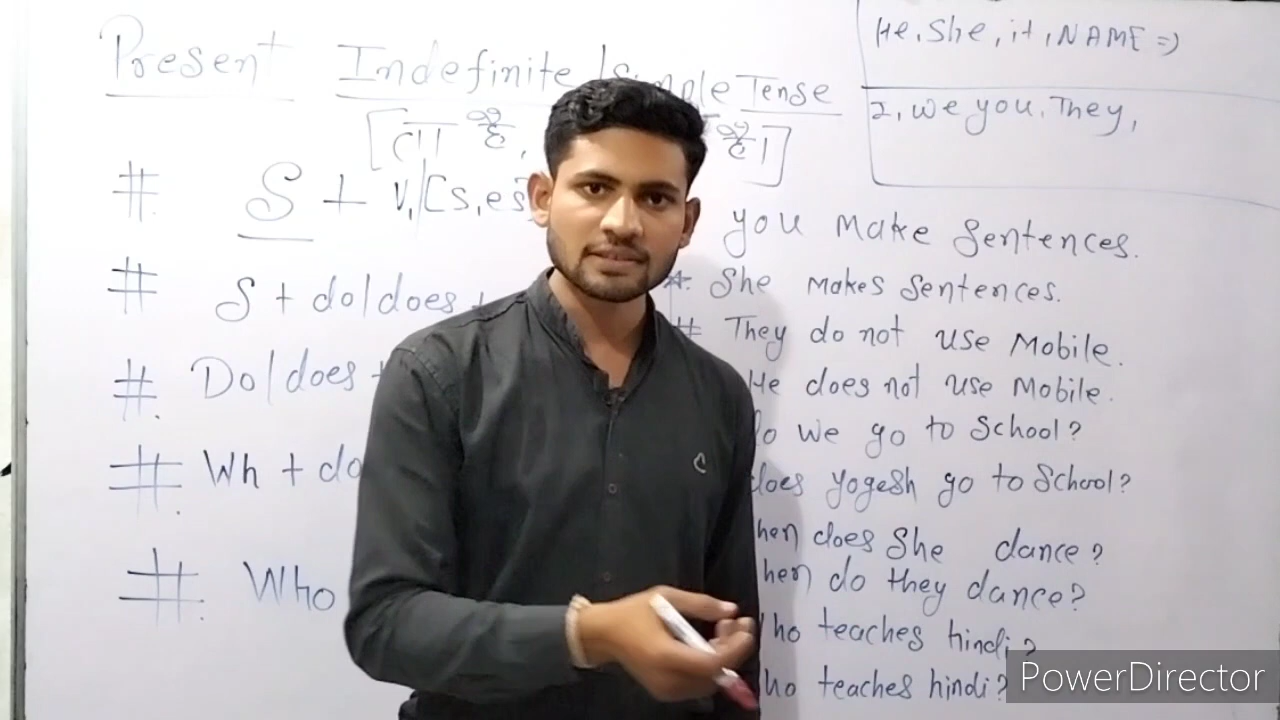 Present Indefinite / Simple Tense
He, She, it, NAME =>
I, we you, They,
# S + V, [s, es
you make sentences.
# S + do/does +
* She makes sentences.
# They do not use Mobile.
# Do/does +
He does not use Mobile.
do we go to School?
# Wh + do
does yogesh go to School?
When does She dance?
When do they dance?
# Who
Who teaches hindi?
Who teaches hindi?
PowerDirector